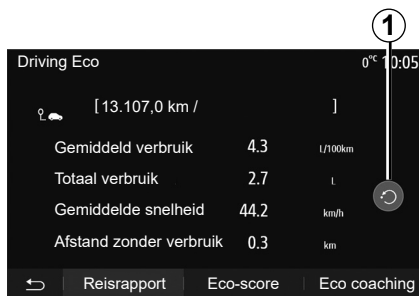 1
Driving Eco 0°C 10:05
[ 13.107,0 km / ]
Gemiddeld verbruik 4.3 L/100km
Totaal verbruik 2.7 L
Gemiddelde snelheid 44.2 km/h
Afstand zonder verbruik 0.3 km
Reisrapport Eco-score Eco coaching